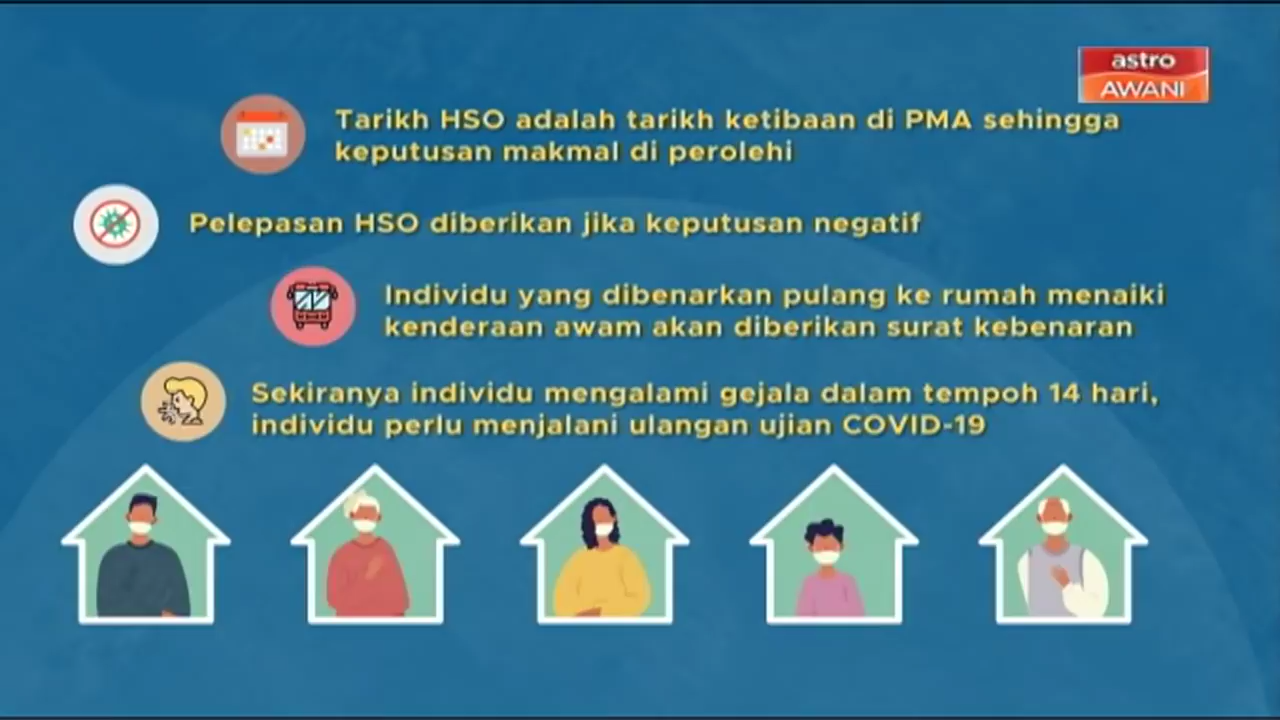 astro
AWANI
Tarikh HSO adalah tarikh ketibaan di PMA sehingga
keputusan makmal di perolehi
Pelepasan HSO diberikan jika keputusan negatif
Individu yang dibenarkan pulang ke rumah menaiki
kenderaan awam akan diberikan surat kebenaran
Sekiranya individu mengalami gejala dalam tempoh 14 hari,
individu perlu menjalani ulangan ujian COVID-19